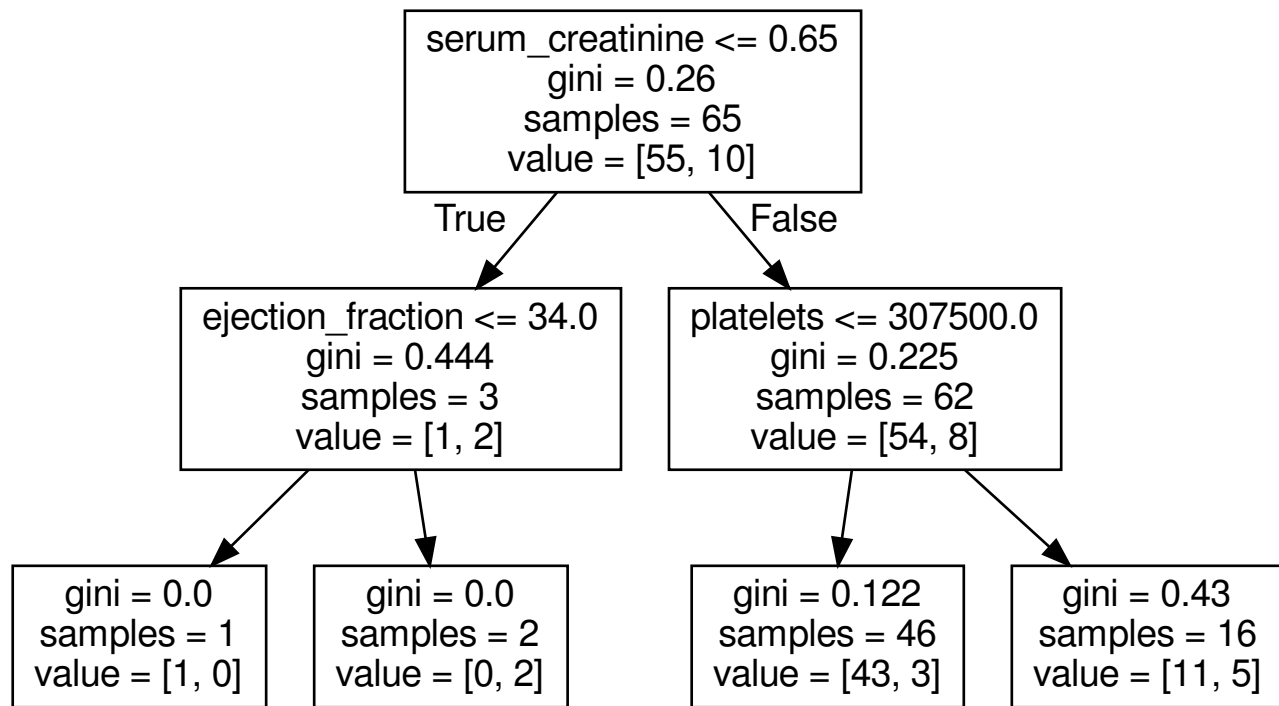 serum_creatinine <= 0.65
gini = 0.26
samples = 65
value = [55, 10]
True
False
ejection_fraction <= 34.0
gini = 0.444
samples = 3
value = [1, 2]
platelets <= 307500.0
gini = 0.225
samples = 62
value = [54, 8]
gini = 0.0
samples = 1
value = [1, 0]
gini = 0.0
samples = 2
value = [0, 2]
gini = 0.122
samples = 46
value = [43, 3]
gini = 0.43
samples = 16
value = [11, 5]